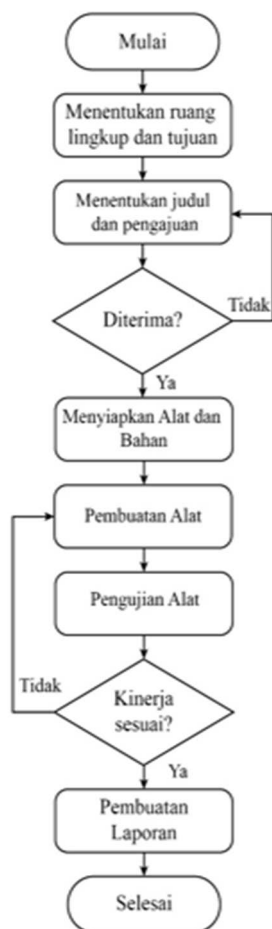 Mulai
Menentukan ruang
lingkup dan tujuan
Menentukan judul
dan pengajuan
Diterima?
Tidak
Ya
Menyiapkan Alat dan
Bahan
Pembuatan Alat
Pengujian Alat
Tidak
Kinerja
sesuai?
Ya
Pembuatan
Laporan
Selesai